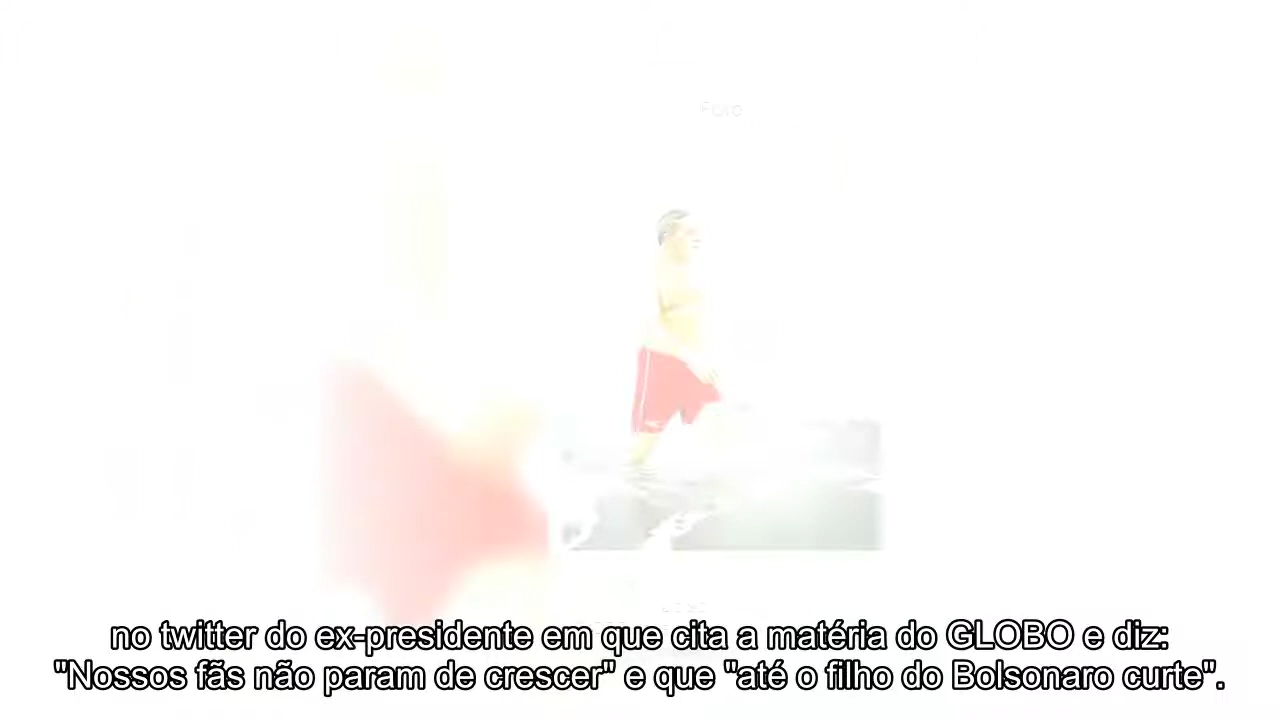 no twitter do ex-presidente em que cita a matéria do GLOBO e diz:
"Nossos fãs não param de crescer" e que "até o filho do Bolsonaro curte".